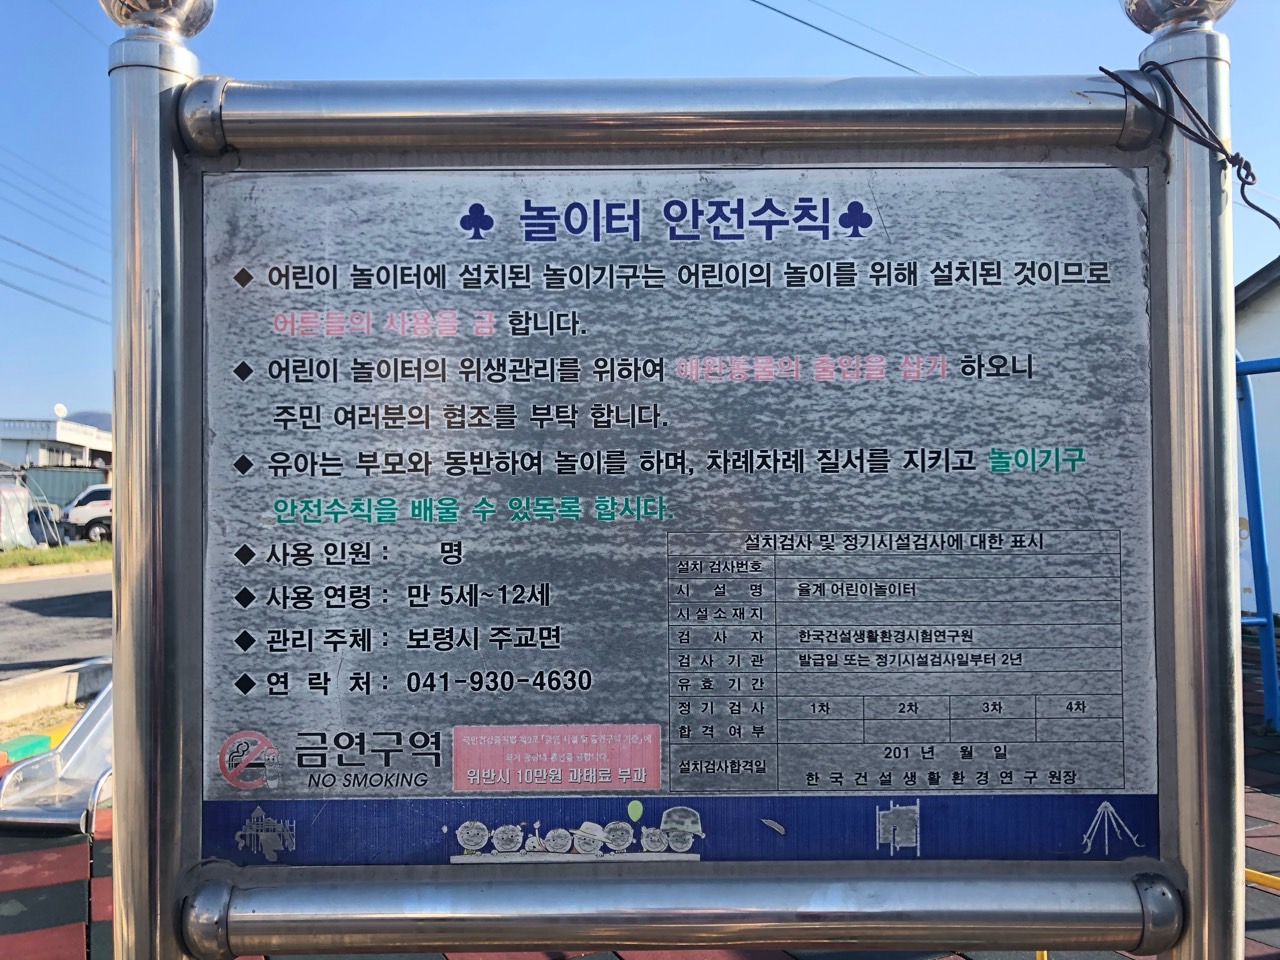 ♣ 놀이터 안전수칙 ♣
◆ 어린이 놀이터에 설치된 놀이기구는 어린이의 놀이를 위해 설치된 것이므로
어른들의 사용을 금 합니다.
◆ 어린이 놀이터의 위생관리를 위하여 애완동물의 출입을 삼가 하오니
주민 여러분의 협조를 부탁 합니다.
◆ 유아는 부모와 동반하여 놀이를 하며, 차례차례 질서를 지키고 놀이기구
안전수칙을 배울 수 있독록 합시다.
◆ 사용 인원 : 명
◆ 사용 연령 : 만 5세~12세
◆ 관리 주체 : 보령시 주교면
◆ 연 락 처 : 041-930-4630
설치검사 및 정기시설검사에 대한 표시
설치 검사번호
시 설 명 율계 어린이놀이터
시설소재지
검 사 자 한국건설생활환경시험연구원
검 사 기 관 발급일 또는 정기시설검사일부터 2년
유 효 기 간
정 기 검 사 1차 2차 3차 4차
합 격 여 부
설치검사합격일 201 년 월 일
한 국 건 설 생 활 환 경 연 구 원장
금연구역
NO SMOKING
위반시 10만원 과태료 부과